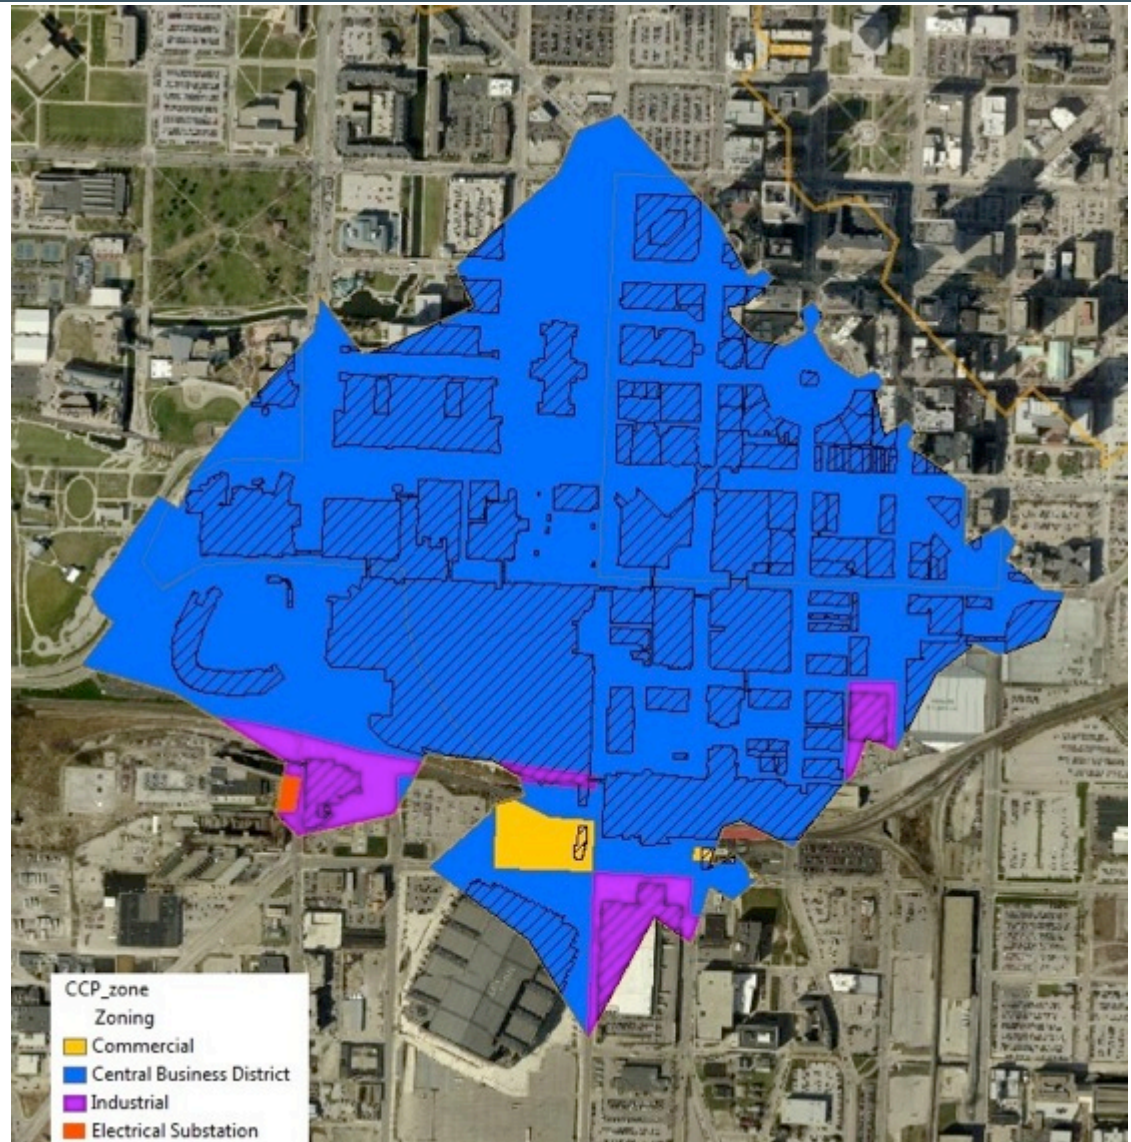 CCP_zone
Zoning
Commercial
Central Business District
Industrial
Electrical Substation